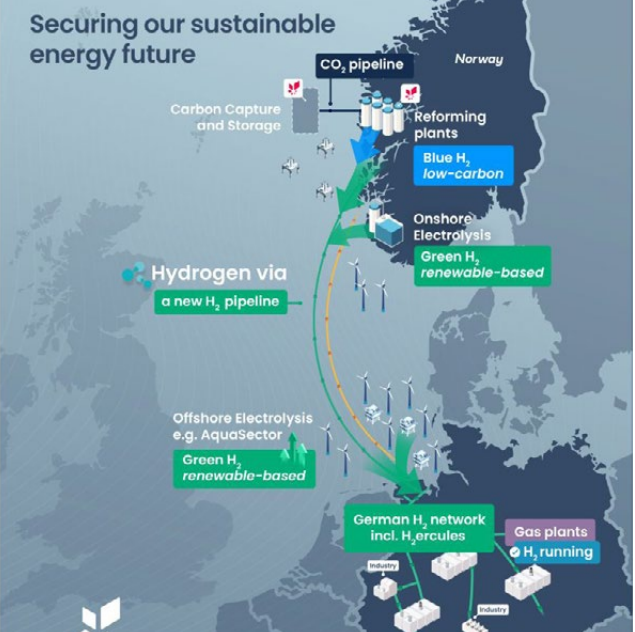 Securing our sustainable
energy future
CO₂ pipeline
Norway
Carbon Capture
and Storage
Reforming
plants
Blue H₂
low-carbon
Onshore
Electrolysis
Green H₂
renewable-based
Hydrogen via
a new H₂ pipeline
Offshore Electrolysis
e.g. AquaSector
Green H₂
renewable-based
German H₂ network
incl. H₂ercules
Gas plants
H₂ running
Industry
Industry